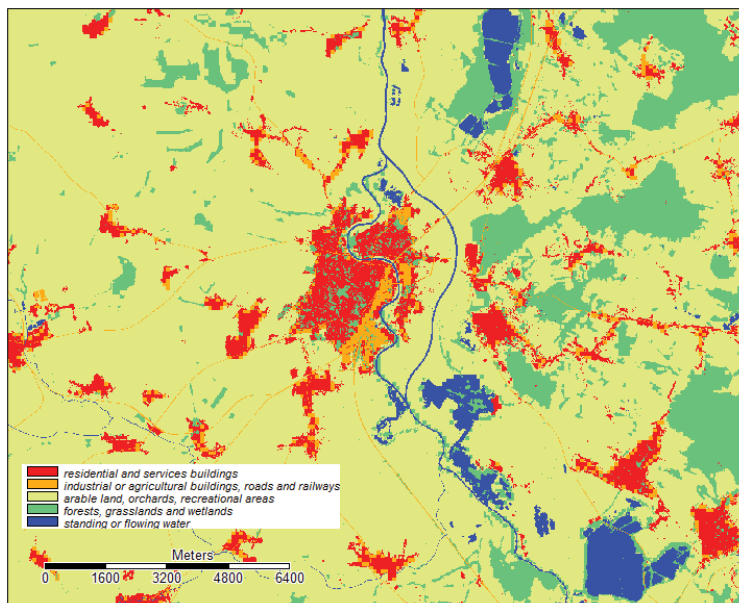 residential and services buildings
industrial or agricultural buildings, roads and railways
arable land, orchards, recreational areas
forests, grasslands and wetlands
standing or flowing water
Meters
0 1600 3200 4800 6400